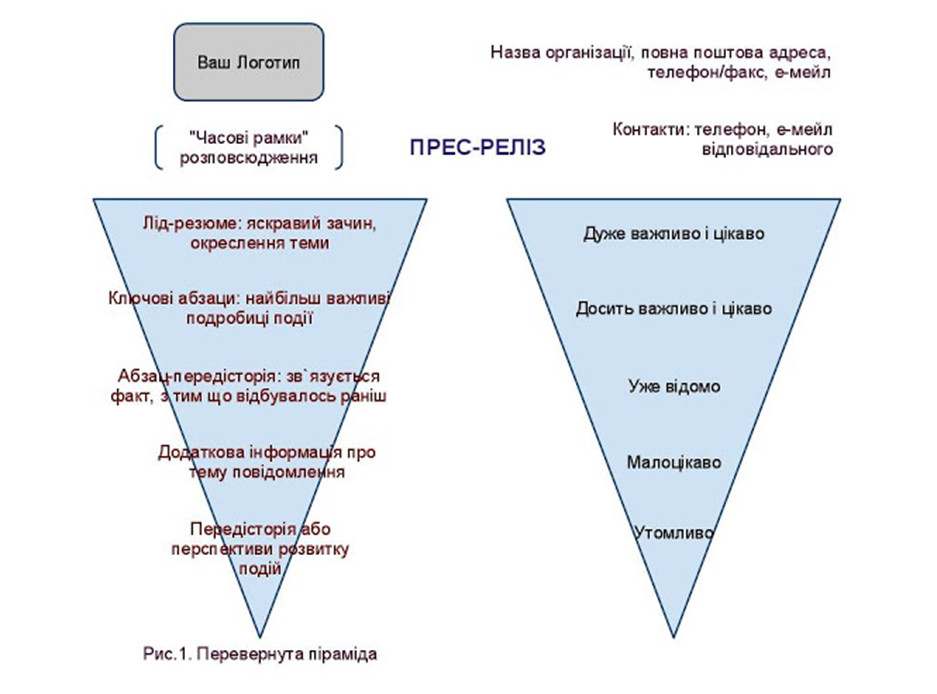 Ваш Логотип
Назва організації, повна поштова адреса,
телефон/факс, е-мейл
"Часові рамки"
розповсюдження
ПРЕС-РЕЛІЗ
Контакти: телефон, е-мейл
відповідального
Лід-резюме: яскравий зачин,
окреслення теми
Ключові абзаци: найбільш важливі
подробиці події
Абзац-передісторія: зв`язується
факт, з тим що відбувалось раніш
Додаткова інформація про
тему повідомлення
Передісторія або
перспективи розвитку
подій
Дуже важливо і цікаво
Досить важливо і цікаво
Уже відомо
Малоцікаво
Утомливо
Рис.1. Перевернута піраміда